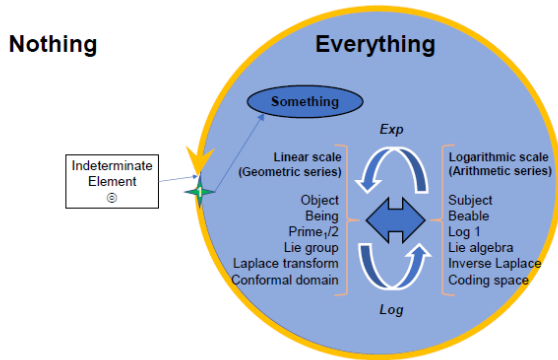 Nothing
Everything
Something
Indeterminate
Element
☺
1
Exp
Linear scale
(Geometric series)
Object
Being
Prime₁/2
Lie group
Laplace transform
Conformal domain
Logarithmic scale
(Arithmetic series)
Subject
Beable
Log 1
Lie algebra
Inverse Laplace
Coding space
Log